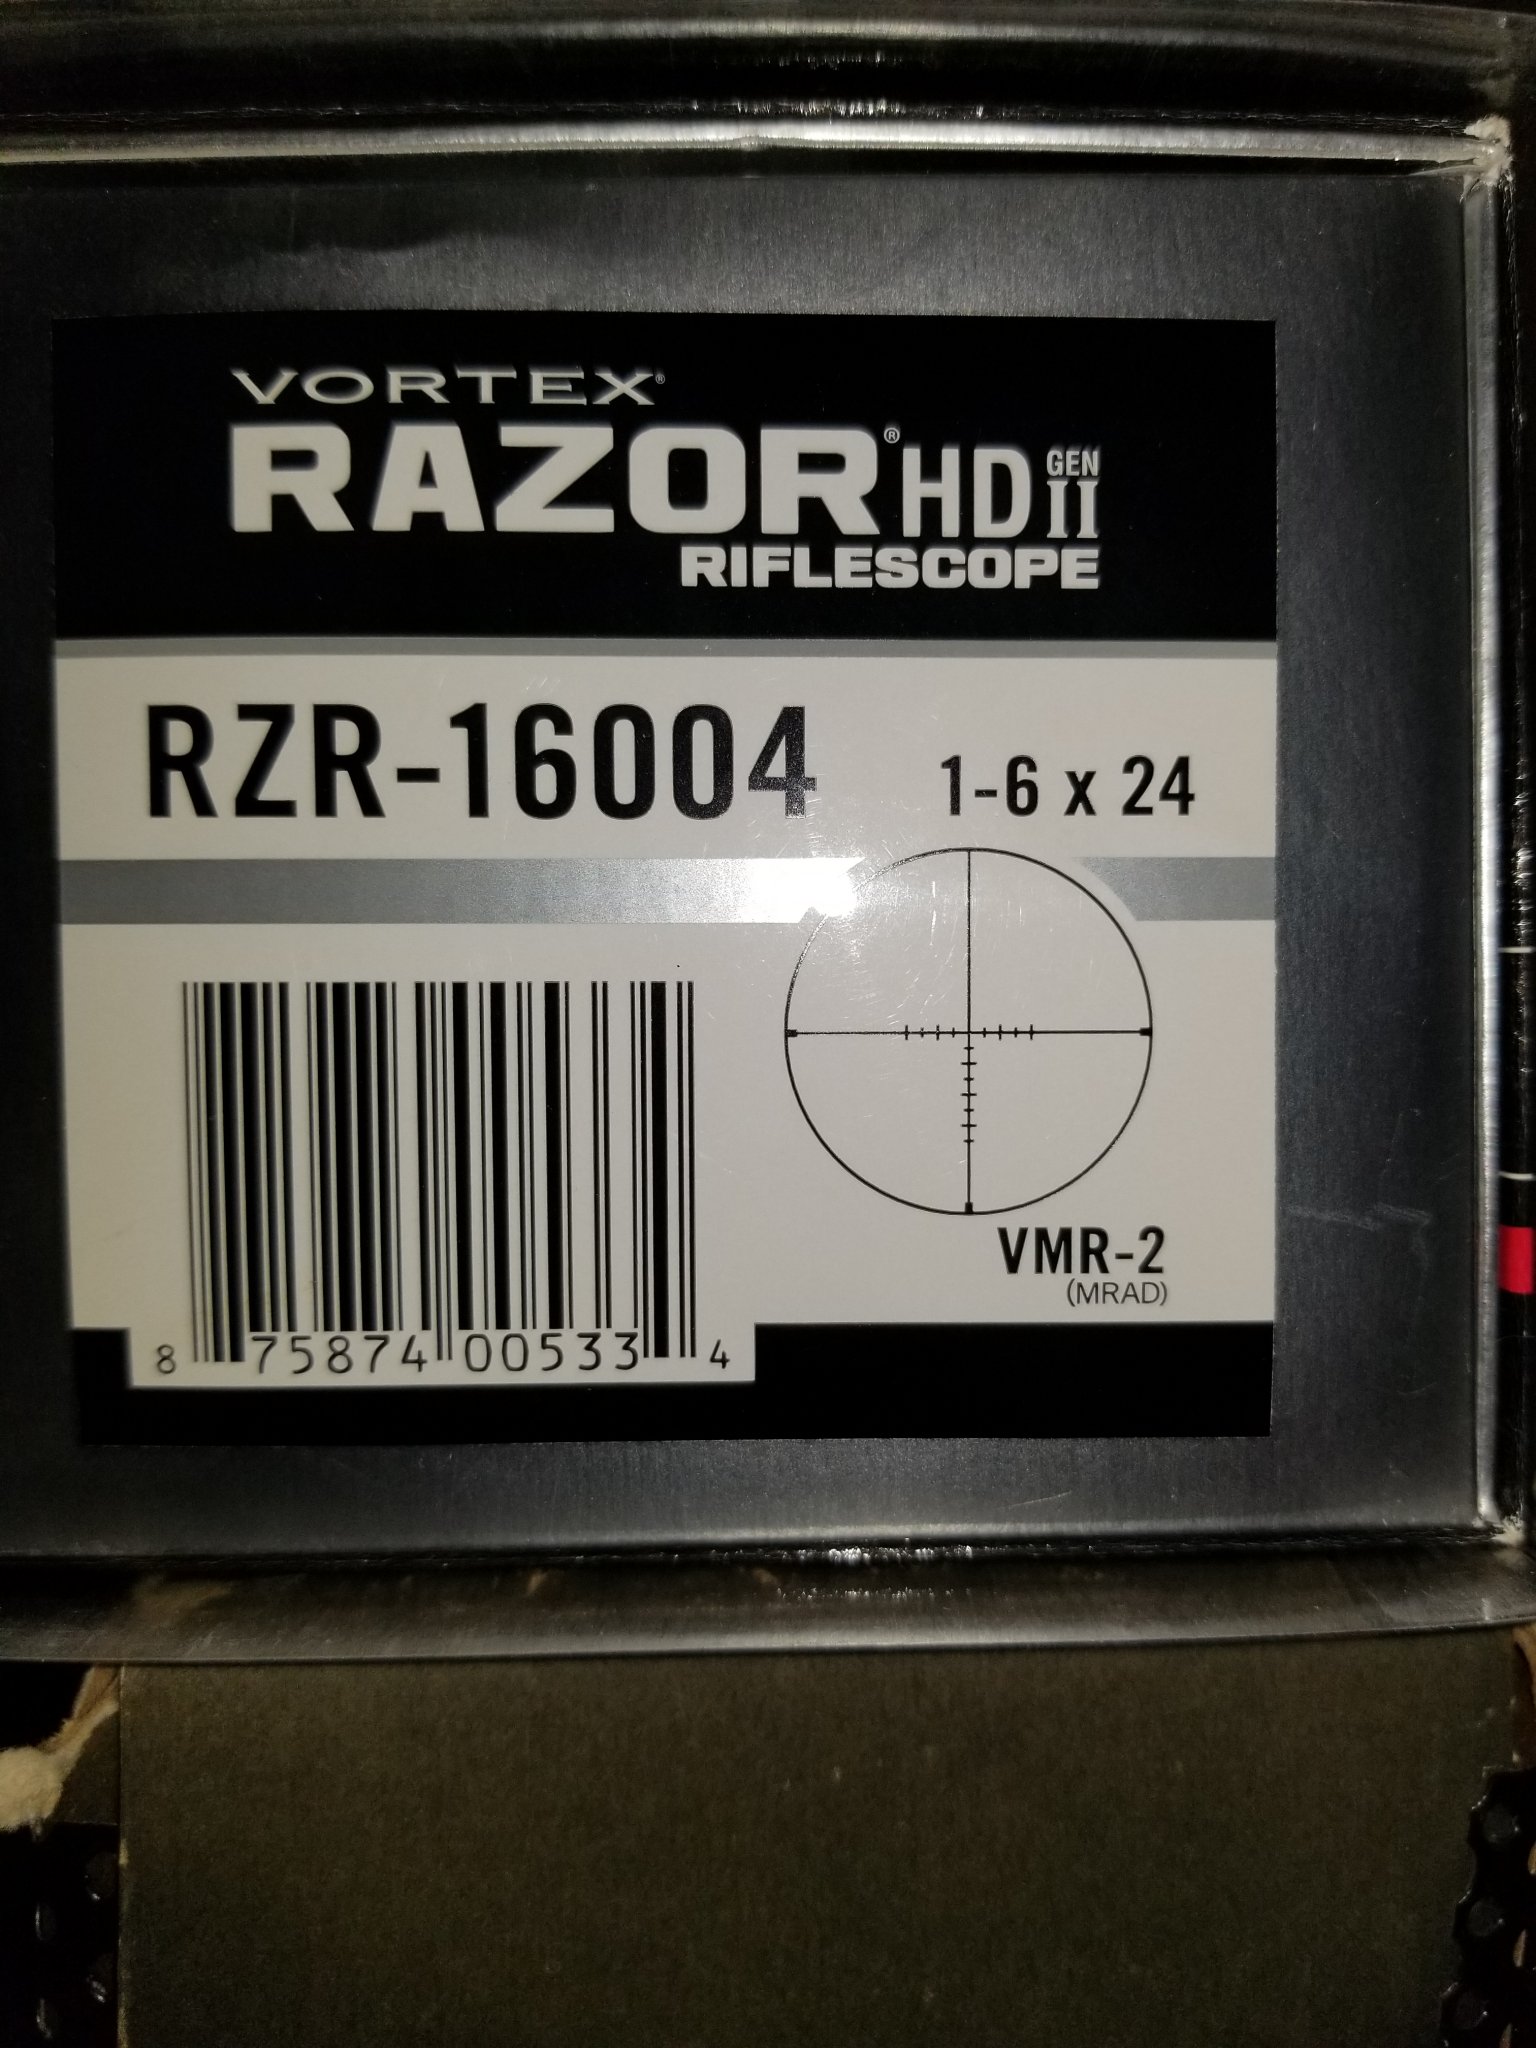 VORTEX®
RAZOR® HD GEN II
RIFLESCOPE
RZR-16004 1-6 x 24
VMR-2
(MRAD)
8 75874 00533 4